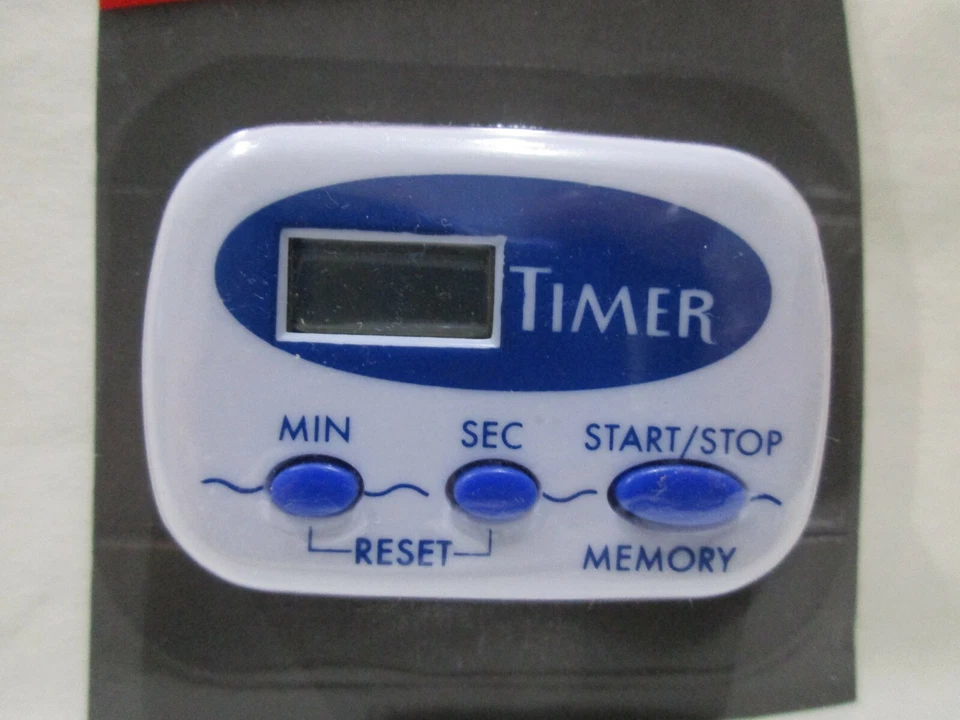 TIMER
MIN SEC START/STOP
RESET MEMORY